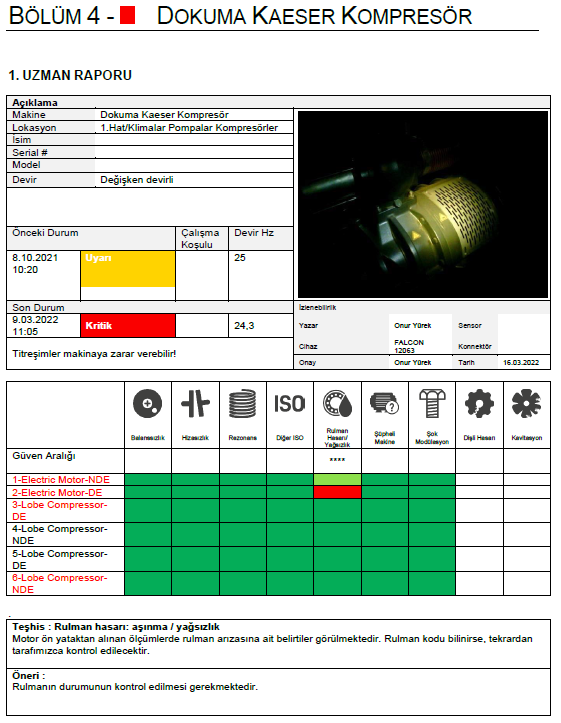 BÖLÜM 4 - DOKUMA KAESER KOMPRESÖR
1. UZMAN RAPORU
Açıklama
Makine Dokuma Kaeser Kompresör
Lokasyon 1.Hat/Klimalar Pompalar Kompresörler
İsim
Serial #
Model
Devir Değişken devirli
Önceki Durum Çalışma Koşulu Devir Hz
8.10.2021 10:20 Uyarı 25
Son Durum
9.03.2022 11:05 Kritik 24,3
Titreşimler makinaya zarar verebilir!
İzlenebilirlik
Yazar Onur Yürek Sensor
Cihaz FALCON 12063 Konnektör
Onay Onur Yürek Tarih 16.03.2022
Balanssızlık Hizasızlık Rezonans Diğer ISO Rulman Hasarı/Yağsızlık Şüpheli Makine Şok Modülasyon Dişli Hasarı Kavitasyon
ISO
Güven Aralığı ****
1-Electric Motor-NDE
2-Electric Motor-DE
3-Lobe Compressor-DE
4-Lobe Compressor-NDE
5-Lobe Compressor-DE
6-Lobe Compressor-NDE
Teşhis : Rulman hasarı: aşınma / yağsızlık
Motor ön yataktan alınan ölçümlerde rulman arızasına ait belirtiler görülmektedir. Rulman kodu bilinirse, tekrardan
tarafımızca kontrol edilecektir.
Öneri :
Rulmanın durumunun kontrol edilmesi gerekmektedir.